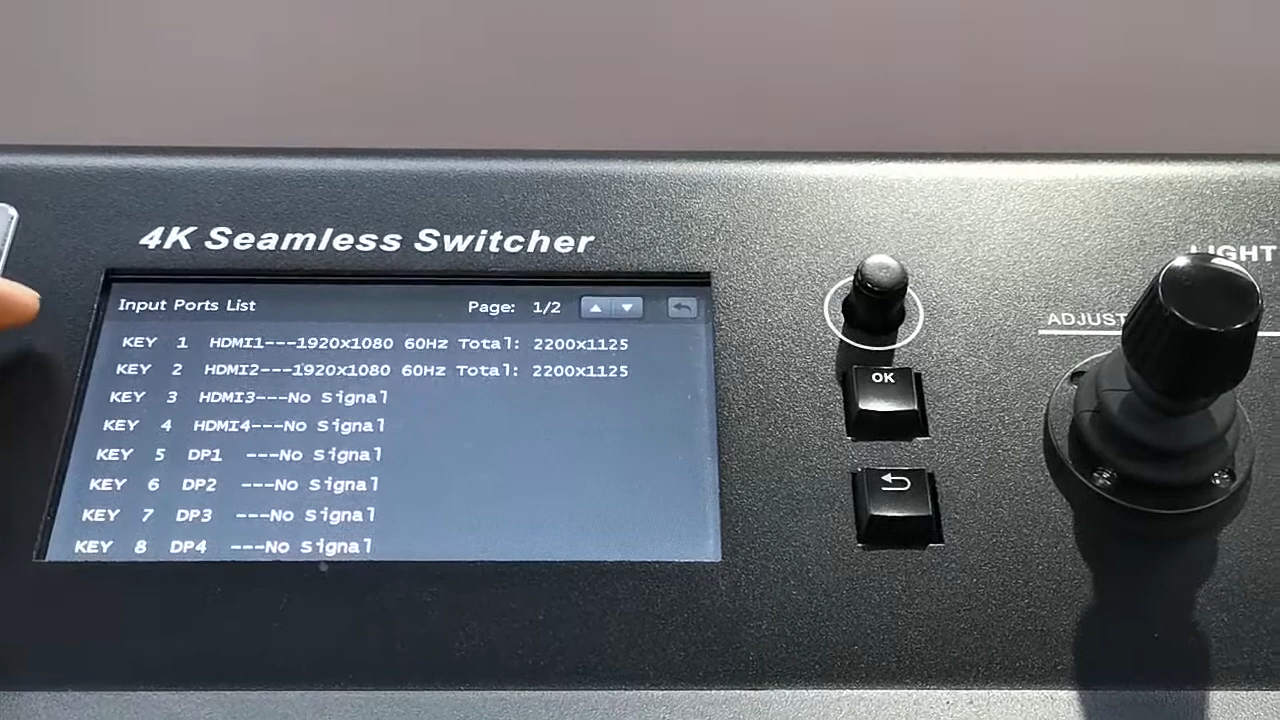 4K Seamless Switcher
Input Ports List Page: 1/2
KEY 1 HDMI1---1920x1080 60Hz Total: 2200x1125
KEY 2 HDMI2---1920x1080 60Hz Total: 2200x1125
KEY 3 HDMI3---No Signal
KEY 4 HDMI4---No Signal
KEY 5 DP1 ---No Signal
KEY 6 DP2 ---No Signal
KEY 7 DP3 ---No Signal
KEY 8 DP4 ---No Signal
OK
LIGHT
ADJUST